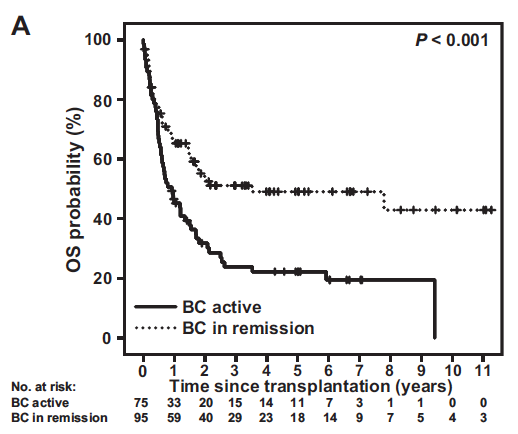 A
P < 0.001
OS probability (%)
100
80
60
40
20
0
BC active
BC in remission
0 1 2 3 4 5 6 7 8 9 10 11
Time since transplantation (years)
No. at risk:
BC active 75 33 20 15 14 11 7 3 1 1 0 0
BC in remission 95 59 40 29 23 18 14 9 7 5 4 3